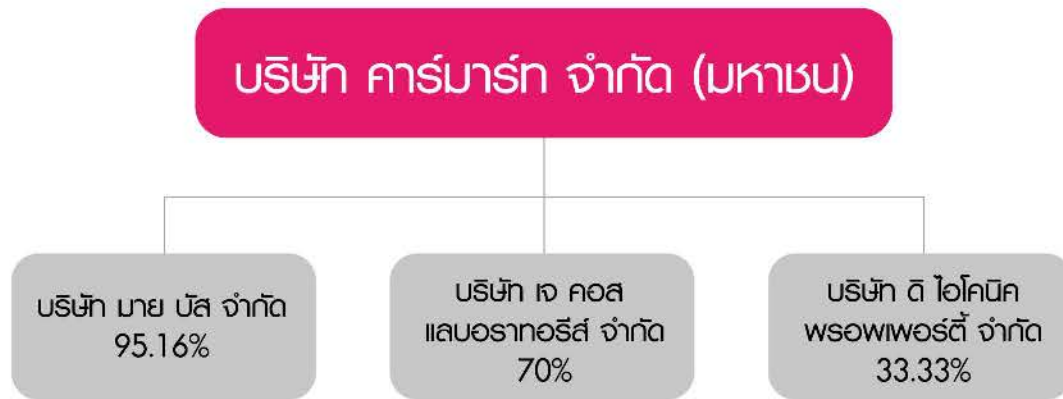 บริษัท คาร์มาร์ท จำกัด (มหาชน)
บริษัท มาย บัส จำกัด
95.16%
บริษัท เจ คอส
แลบอราทอรีส์ จำกัด
70%
บริษัท ดิ ไอโคนิค
พรอพเพอร์ตี้ จำกัด
33.33%